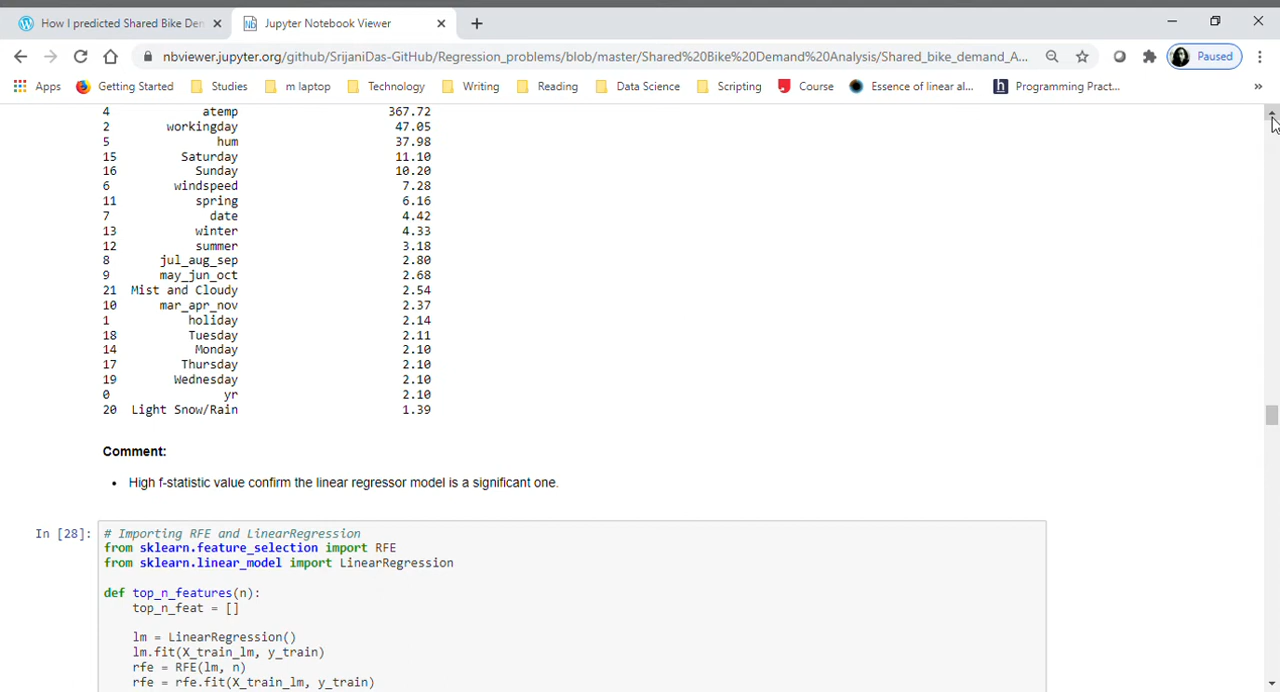 How I predicted Shared Bike Der
Jupyter Notebook Viewer
nbviewer.jupyter.org/github/SrijaniDas-GitHub/Regression_problems/blob/master/Shared%20Bike%20Demand%20Analysis/Shared_bike_demand_A...
Paused
Apps
Getting Started
Studies
m laptop
Technology
Writing
Reading
Data Science
Scripting
Course
Essence of linear al...
Programming Pract...
4 atemp 367.72
2 workingday 47.05
5 hum 37.98
15 Saturday 11.10
16 Sunday 10.20
6 windspeed 7.28
11 spring 6.16
7 date 4.42
13 winter 4.33
12 summer 3.18
8 jul_aug_sep 2.80
9 may_jun_oct 2.68
21 Mist and Cloudy 2.54
10 mar_apr_nov 2.37
1 holiday 2.14
18 Tuesday 2.11
14 Monday 2.10
17 Thursday 2.10
19 Wednesday 2.10
0 yr 2.10
20 Light Snow/Rain 1.39
Comment:
• High f-statistic value confirm the linear regressor model is a significant one.
In [28]: # Importing RFE and LinearRegression
from sklearn.feature_selection import RFE
from sklearn.linear_model import LinearRegression
def top_n_features(n):
top_n_feat = []
lm = LinearRegression()
lm.fit(X_train_lm, y_train)
rfe = RFE(lm, n)
rfe = rfe.fit(X_train_lm, y_train)